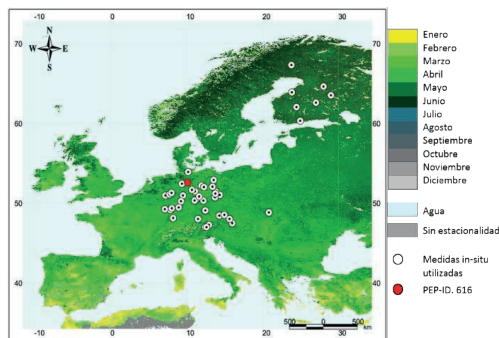 -10 0 10 20 30
N
W E
S
70 70
60 60
50 50
40 40
500 0 500
km
-10 0 10 20 30
Enero
Febrero
Marzo
Abril
Mayo
Junio
Julio
Agosto
Septiembre
Octubre
Noviembre
Diciembre
Agua
Sin estacionalidad
Medidas in-situ
utilizadas
PEP-ID. 616